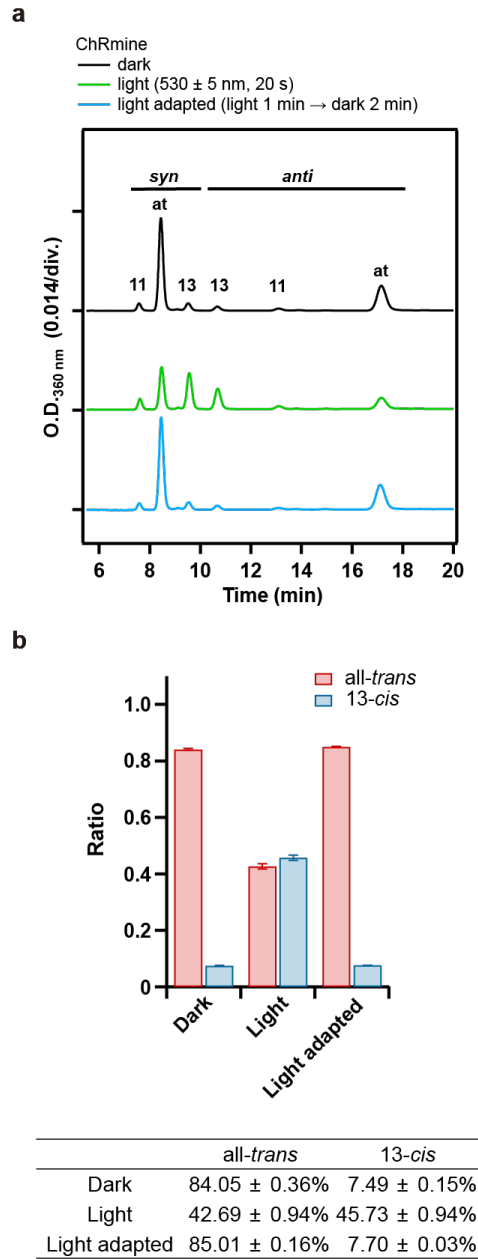 a
ChRmine
dark
light (530 ± 5 nm, 20 s)
light adapted (light 1 min → dark 2 min)
syn anti
at
11 13 13 11 at
O.D.360 nm (0.014/div.)
6 8 10 12 14 16 18 20
Time (min)
b
all-trans
13-cis
1.0
0.8
0.6
0.4
0.2
0
Ratio
Dark Light Light adapted
all-trans 13-cis
Dark 84.05 ± 0.36% 7.49 ± 0.15%
Light 42.69 ± 0.94% 45.73 ± 0.94%
Light adapted 85.01 ± 0.16% 7.70 ± 0.03%